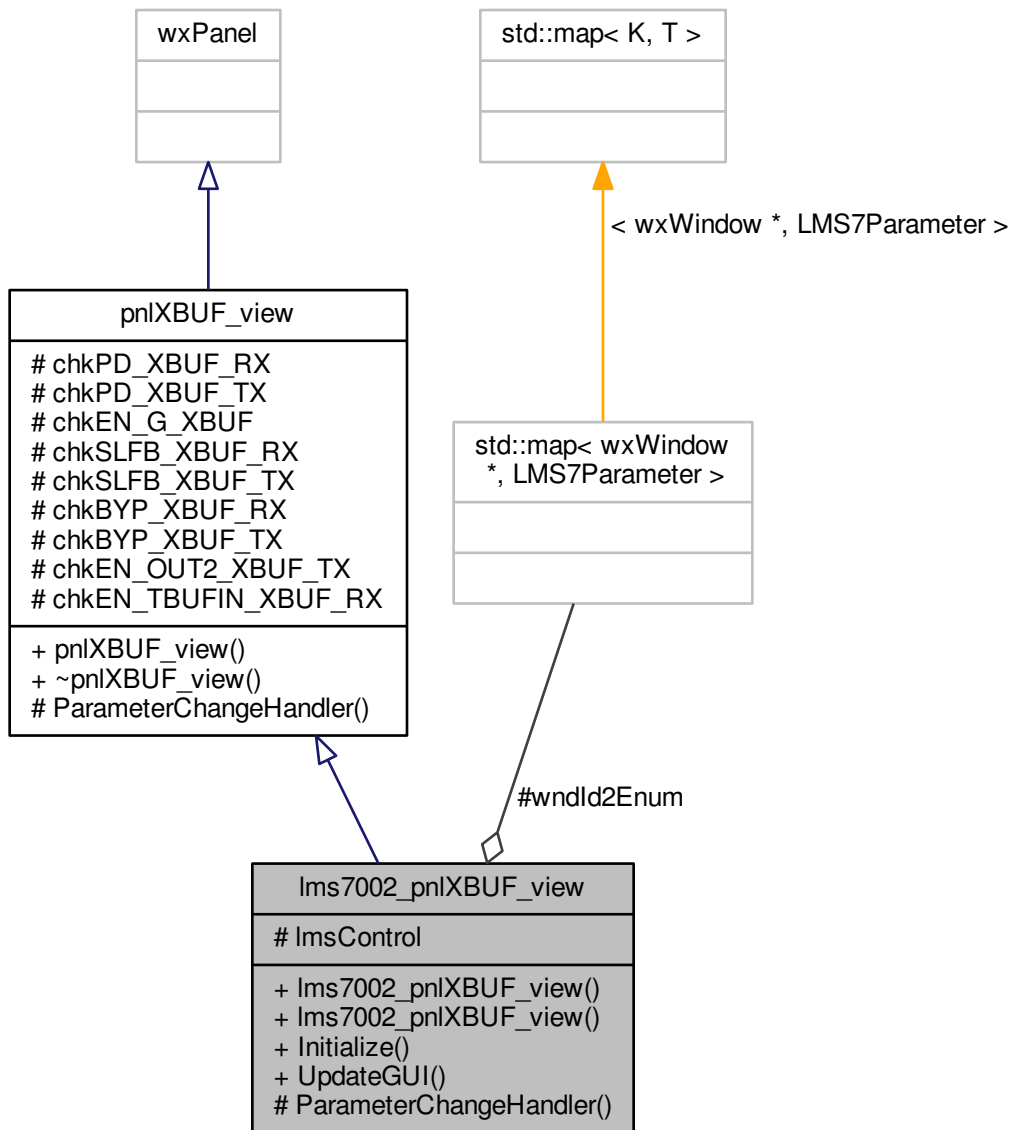 wxPanel
std::map< K, T >
< wxWindow *, LMS7Parameter >
pnlXBUF_view
# chkPD_XBUF_RX
# chkPD_XBUF_TX
# chkEN_G_XBUF
# chkSLFB_XBUF_RX
# chkSLFB_XBUF_TX
# chkBYP_XBUF_RX
# chkBYP_XBUF_TX
# chkEN_OUT2_XBUF_TX
# chkEN_TBUFIN_XBUF_RX
+ pnlXBUF_view()
+ ~pnlXBUF_view()
# ParameterChangeHandler()
std::map< wxWindow
*, LMS7Parameter >
#wndId2Enum
lms7002_pnlXBUF_view
# lmsControl
+ lms7002_pnlXBUF_view()
+ lms7002_pnlXBUF_view()
+ Initialize()
+ UpdateGUI()
# ParameterChangeHandler()